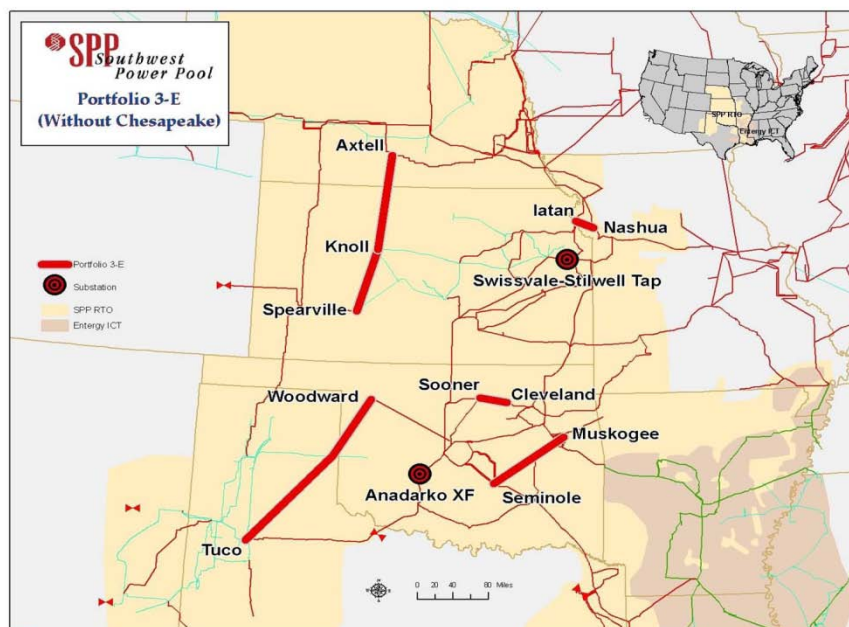 SPP Southwest
Power Pool
Portfolio 3-E
(Without Chesapeake)
SPP RTO
Entergy ICT
Axtell
Iatan
Nashua
Knoll
Swissvale-Stilwell Tap
Portfolio 3-E
Substation
SPP RTO
Entergy ICT
Spearville
Woodward
Sooner
Cleveland
Muskogee
Anadarko XF
Seminole
Tuco
0 20 40 80 Miles